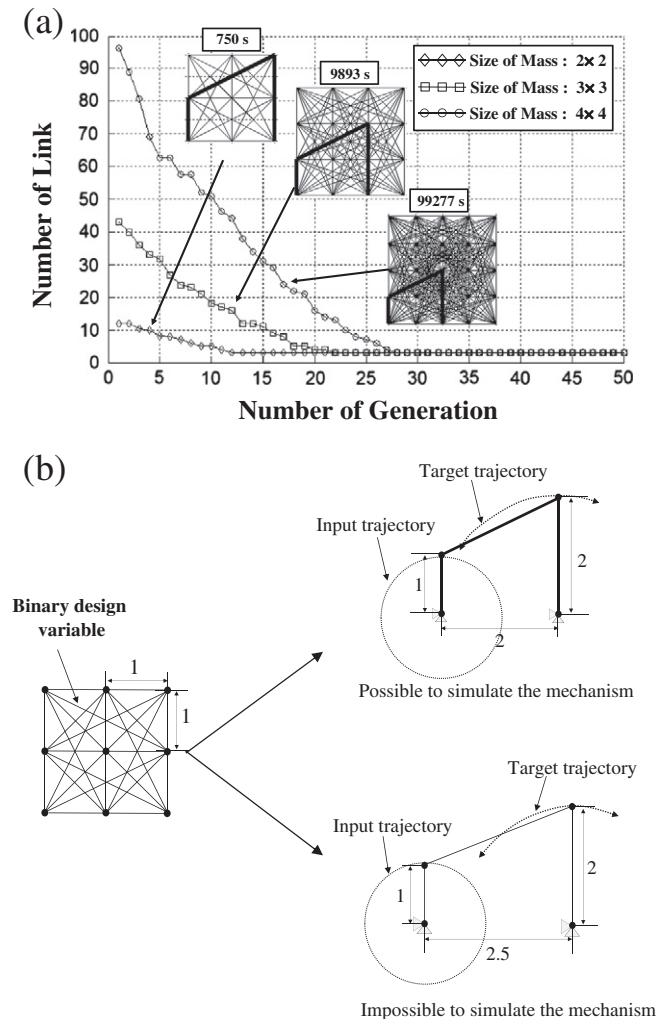 (a)
100
90
80
70
60
50
40
30
20
10
0
Number of Link
0
5
10
15
20
25
30
35
40
45
50
Number of Generation
750 s
9893 s
99277 s
Size of Mass : 2×2
Size of Mass : 3×3
Size of Mass : 4×4
(b)
Target trajectory
Input trajectory
1
2
2
Possible to simulate the mechanism
Binary design
variable
1
1
Target trajectory
Input trajectory
1
2
2.5
Impossible to simulate the mechanism